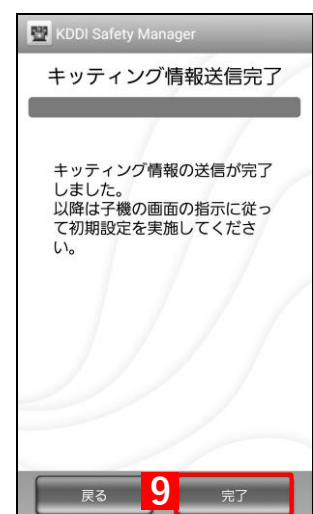 KDDI Safety Manager
キッティング情報送信完了
キッティング情報の送信が完了
しました。
以降は子機の画面の指示に従っ
て初期設定を実施してくださ
い。
戻る 9 完了